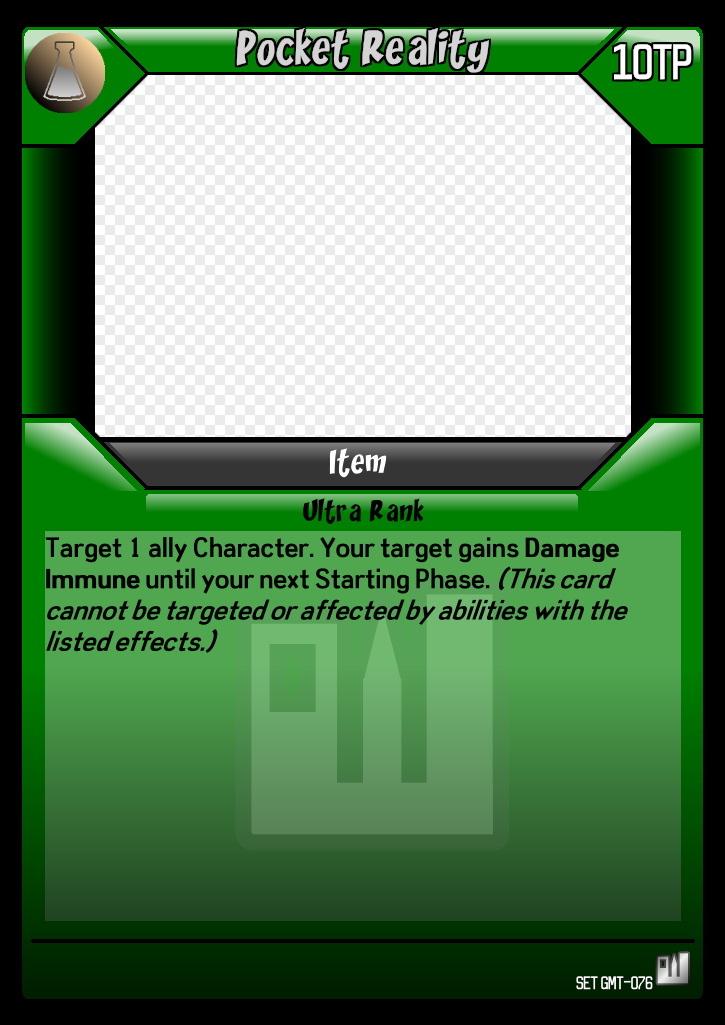 Pocket Reality
10TP
Item
Ultra Rank
Target 1 ally Character. Your target gains Damage
Immune until your next Starting Phase. (This card
cannot be targeted or affected by abilities with the
listed effects.)
SET GMT-076